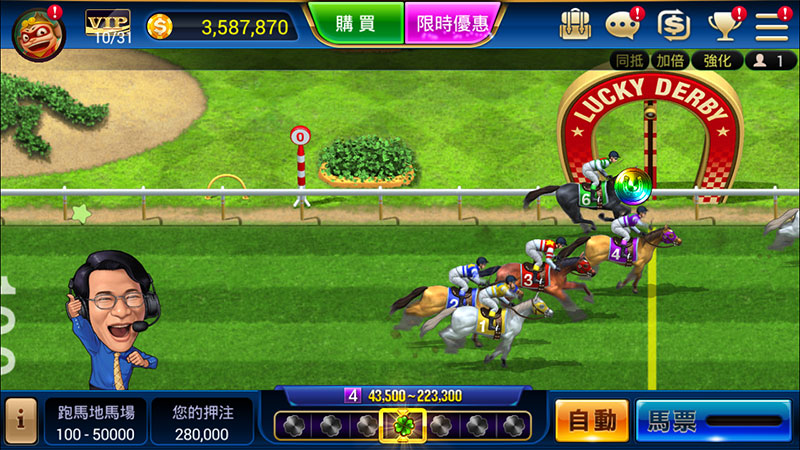 VIP
10/31
3,587,870
購買
限時優惠
同抵
加倍
強化
1
LUCKY DERBY
0
6
4
3
2
1
100
4 43,500~223,300
跑馬地馬場
100 - 50000
您的押注
280,000
自動
馬票